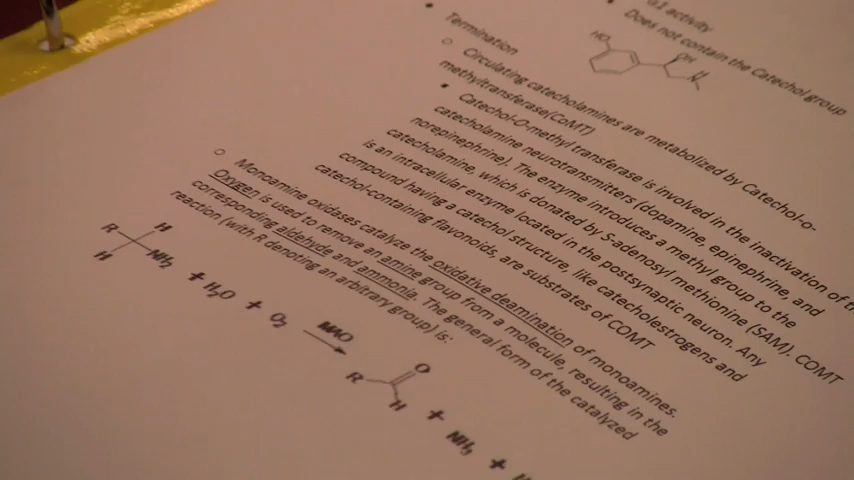 α1 activity
Does not contain the Catechol group
HO
OH
Termination
Circulating catecholamines are metabolized by Catechol-o-
methyltransferase(CoMT)
Catechol-O-methyl transferase is involved in the inactivation of
catecholamine neurotransmitters (dopamine, epinephrine, and
norepinephrine). The enzyme introduces a methyl group to the
catecholamine, which is donated by S-adenosyl methionine (SAM). COMT
is an intracellular enzyme located in the postsynaptic neuron. Any
compound having a catechol structure, like catecholestrogens and
catechol-containing flavonoids, are substrates of COMT
Monoamine oxidases catalyze the oxidative deamination of monoamines.
Oxygen is used to remove an amine group from a molecule, resulting in the
corresponding aldehyde and ammonia. The general form of the catalyzed
reaction (with R denoting an arbitrary group) is:
R H H NH₂ + H₂O + O₂ MAO R O H + NH₃ +